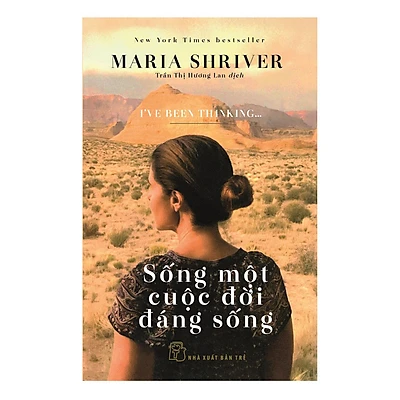 New York Times bestseller
MARIA SHRIVER
Trần Thị Hương Lan dịch
I'VE BEEN THINKING...
Sống một
cuộc đời
đáng sống
NHÀ XUẤT BẢN TRẺ